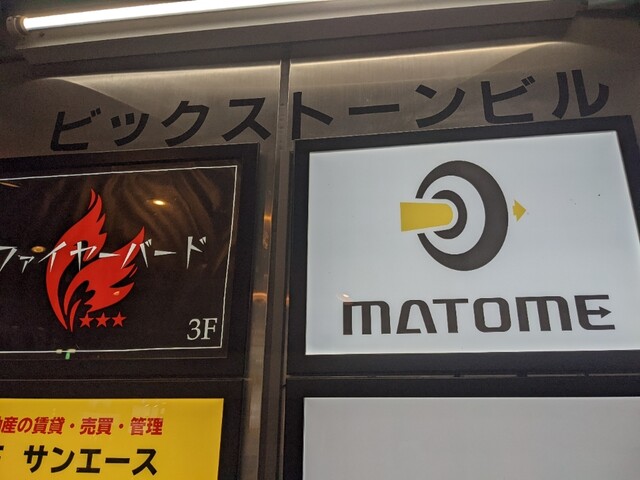 ビックストーンビル
ファイヤーバード
3F
MATOME
産の賃貸・売買・管理
サンエース